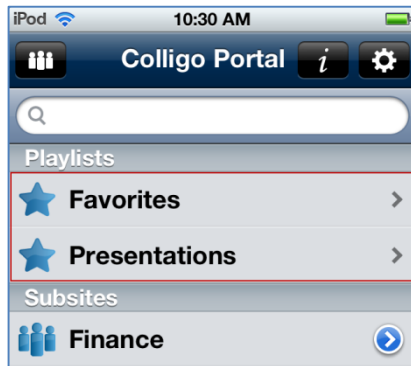 iPod 10:30 AM
Colligo Portal i
Playlists
Favorites
Presentations
Subsites
Finance